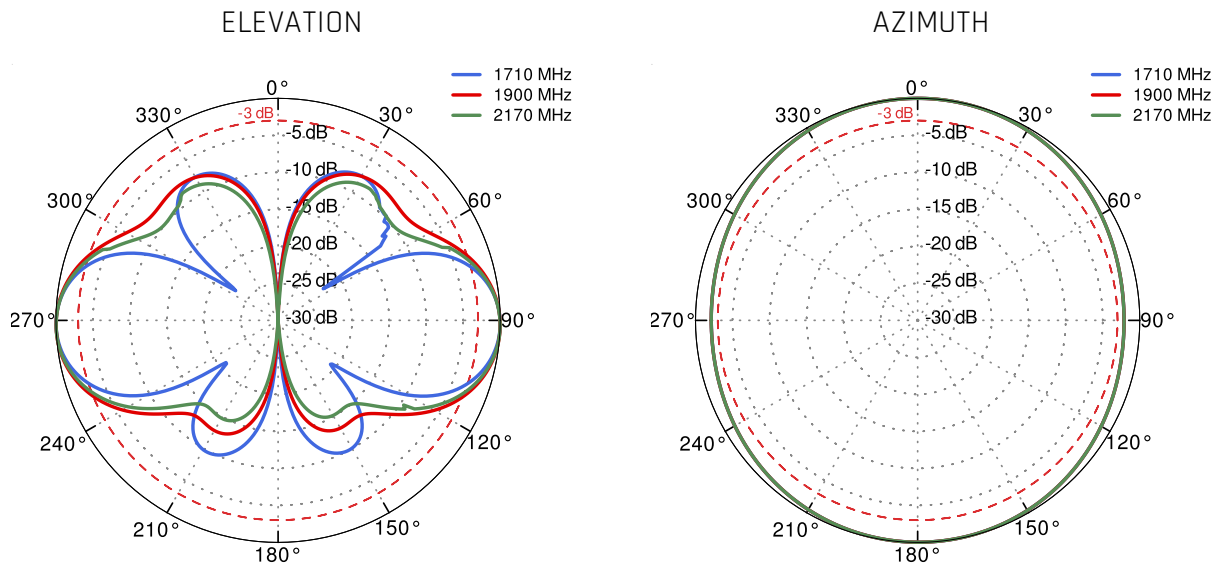 ELEVATION
1710 MHz
1900 MHz
2170 MHz
0°
330°
30°
-3 dB
-5 dB
-10 dB
300°
60°
-15 dB
20 dB
-25 dB
270°
-30 dB
90°
240°
120°
210°
150°
180°
AZIMUTH
1710 MHz
1900 MHz
2170 MHz
0°
330°
30°
-3 dB
-5 dB
-10 dB
300°
60°
-15 dB
-20 dB
-25 dB
270°
-30 dB
90°
240°
120°
210°
150°
180°